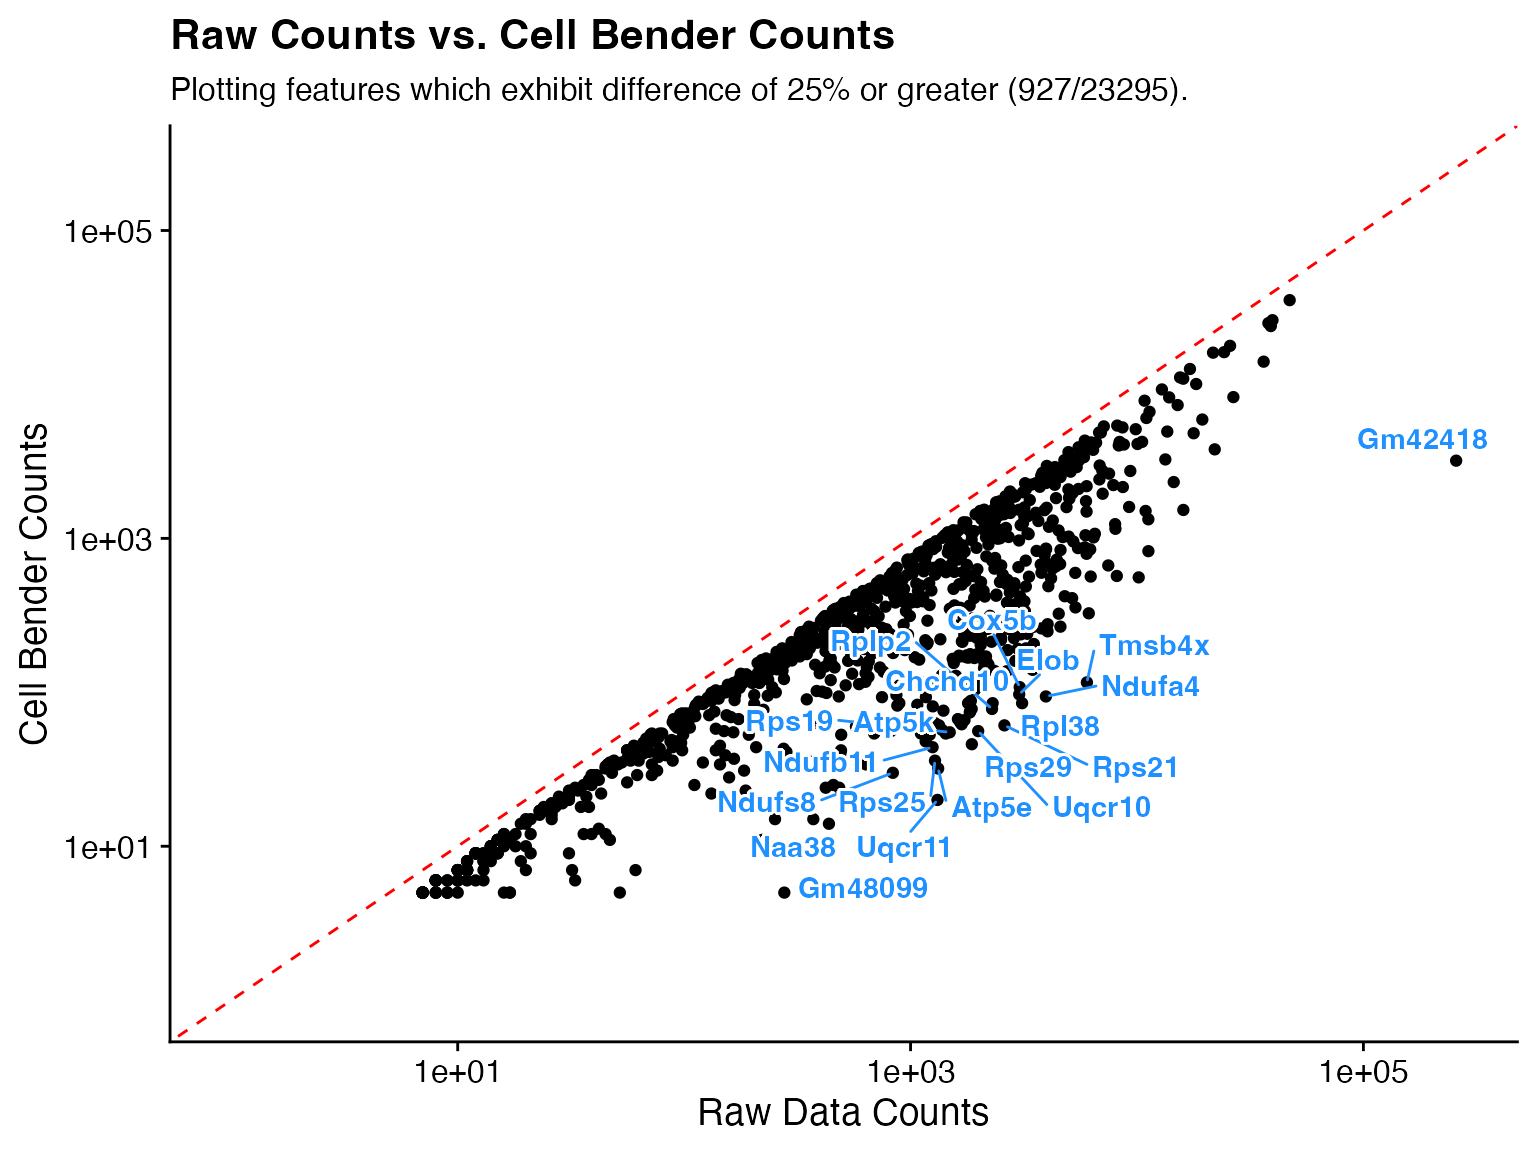 Raw Counts vs. Cell Bender Counts
Plotting features which exhibit difference of 25% or greater (927/23295).
1e+05
1e+03
1e+01
Cell Bender Counts
Gm42418
Cox5b
Rplp2
Tmsb4x
Elob
Chchd10
Ndufa4
Rps19
Atp5k
Rpl38
Ndufb11
Rps29
Rps21
Ndufs8
Rps25
Atp5e
Uqcr10
Naa38
Uqcr11
Gm48099
1e+01
1e+03
1e+05
Raw Data Counts